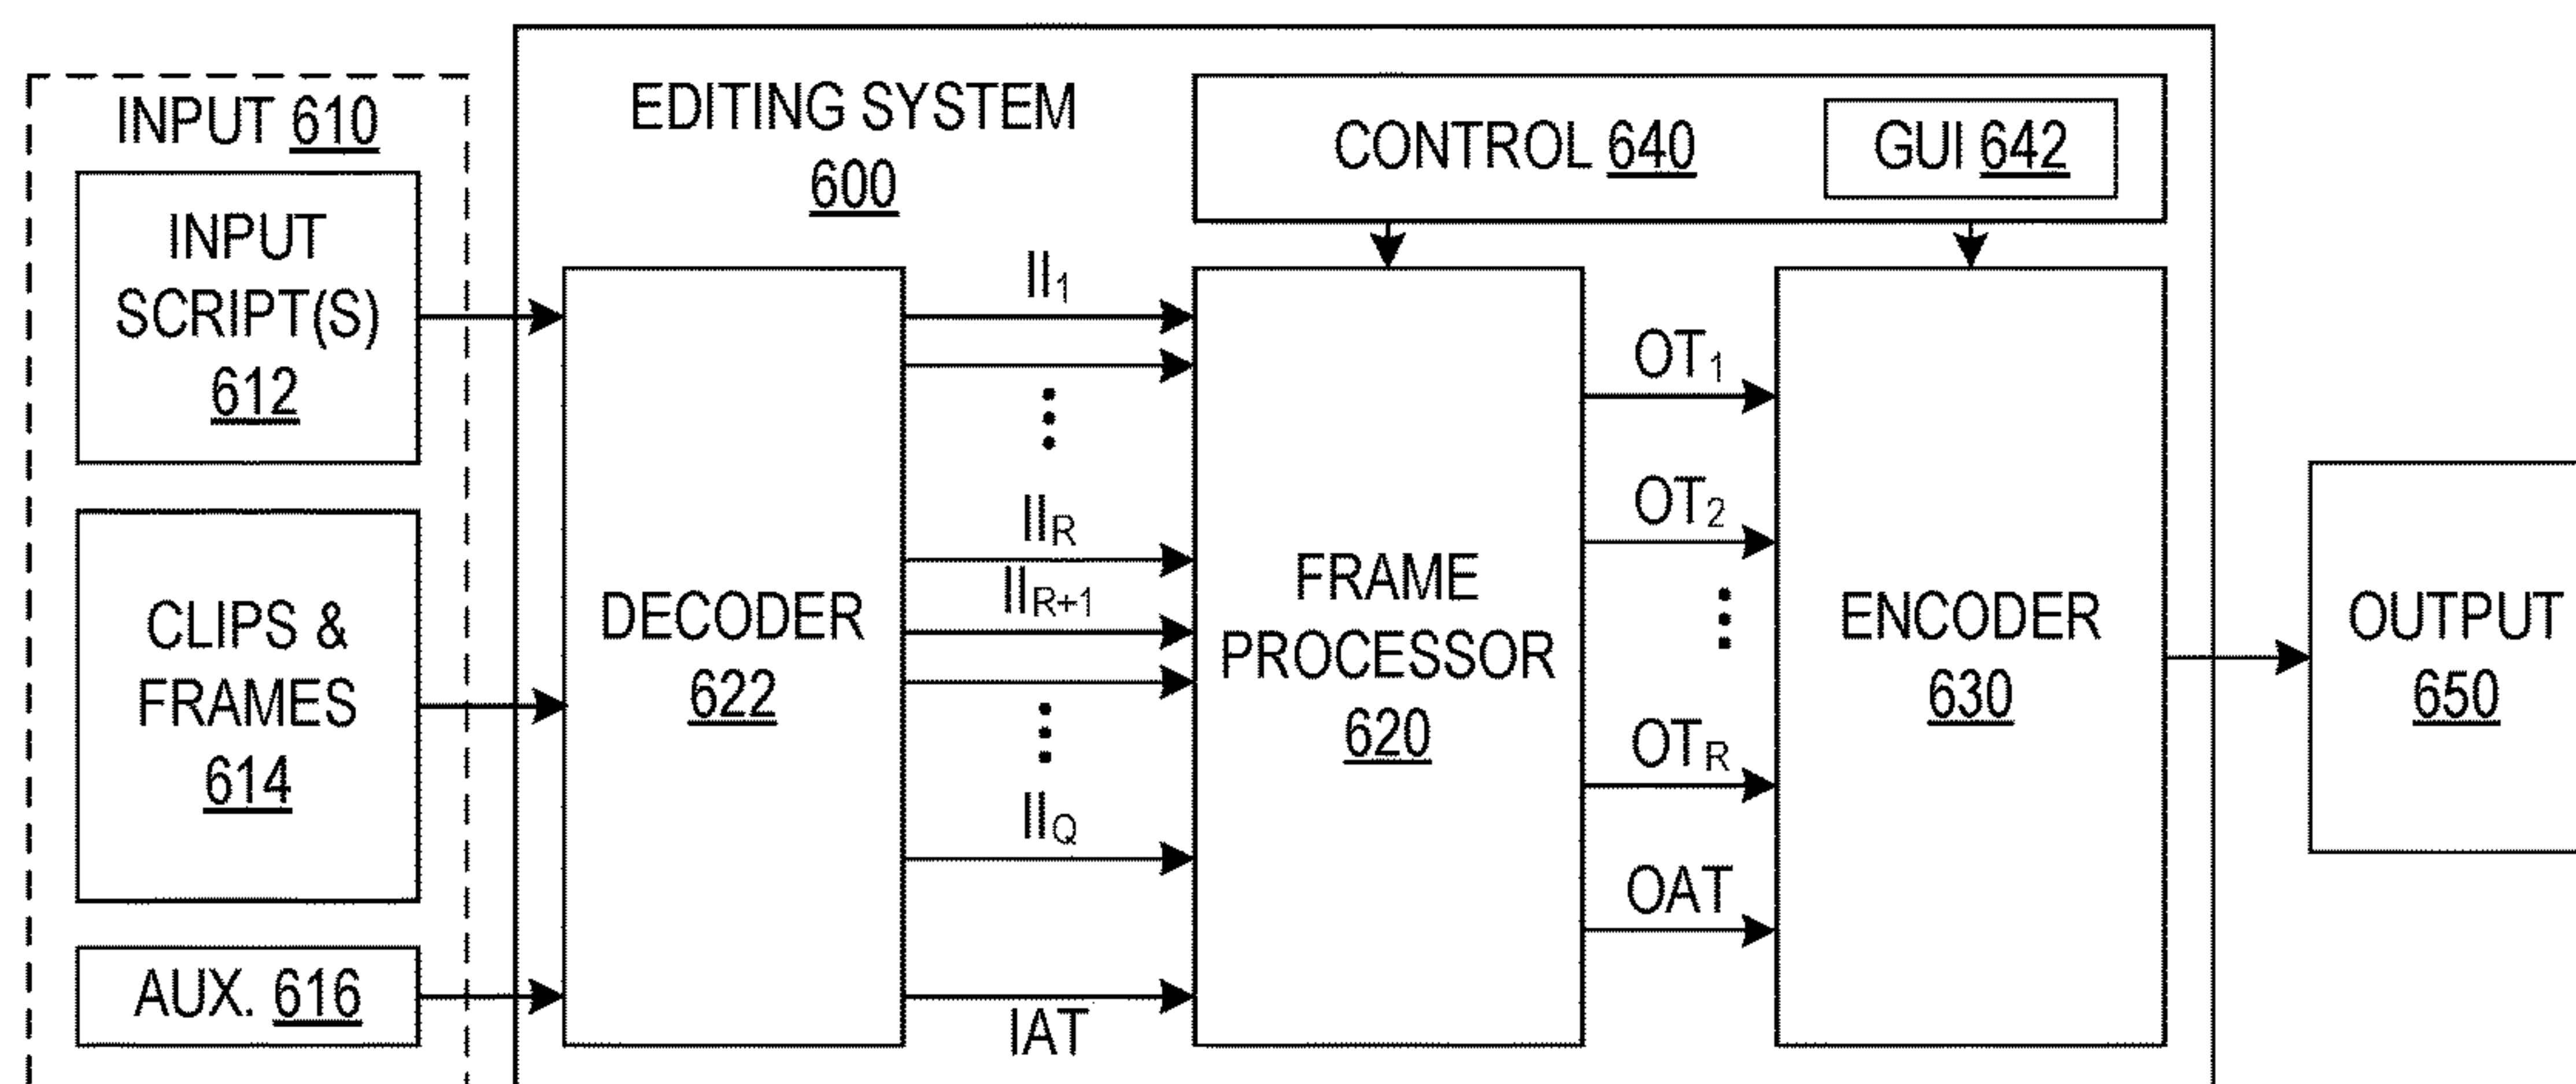 INPUT 610
INPUT
SCRIPT(S)
612
CLIPS &
FRAMES
614
AUX. 616
EDITING SYSTEM
600
CONTROL 640
GUI 642
DECODER
622
II1
IIR
IIR+1
IIQ
IAT
FRAME
PROCESSOR
620
OT1
OT2
OTR
OAT
ENCODER
630
OUTPUT
650